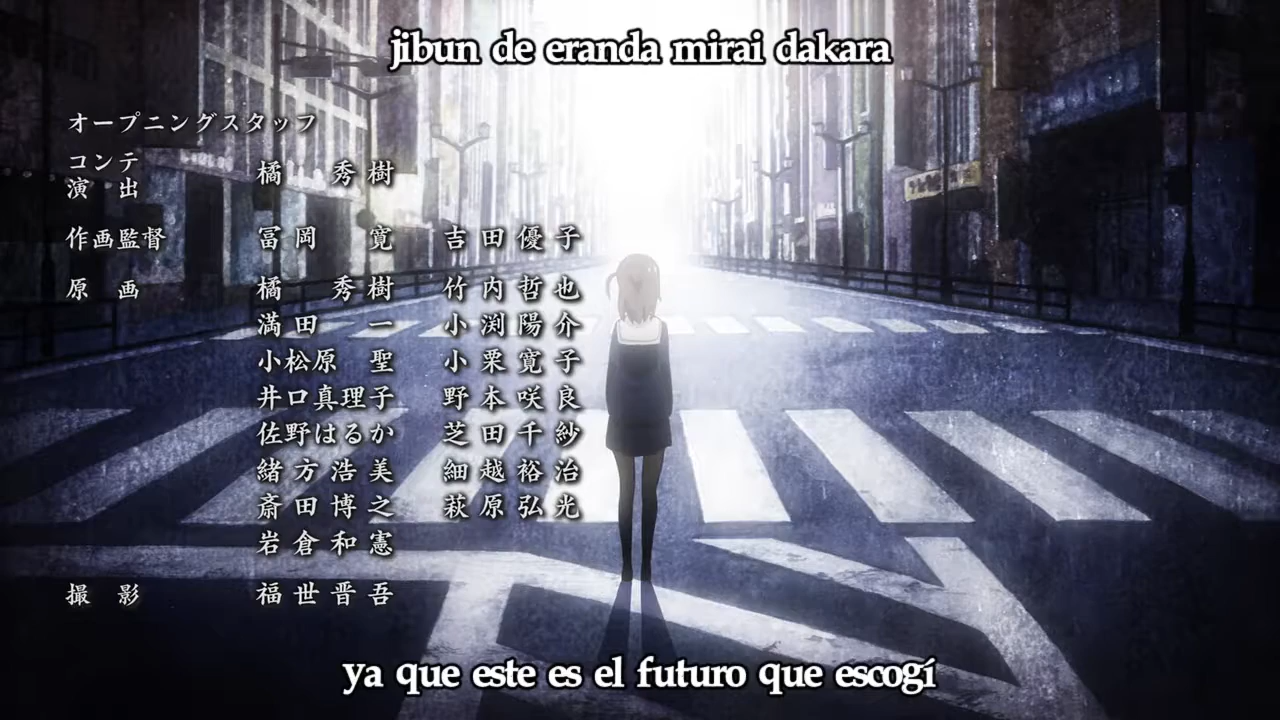 jibun de eranda mirai dakara
オープニングスタッフ
コンテ
演出 橘 秀樹
作画監督 冨岡 寛 吉田優子
原画 橘 秀樹 竹内哲也
満田 一 小渕陽介
小松原 聖 小栗寛子
井口真理子 野本咲良
佐野はるか 芝田千紗
緒方浩美 細越裕治
斎田博之 萩原弘光
岩倉和憲
撮影 福世晋吾
ya que este es el futuro que escogí